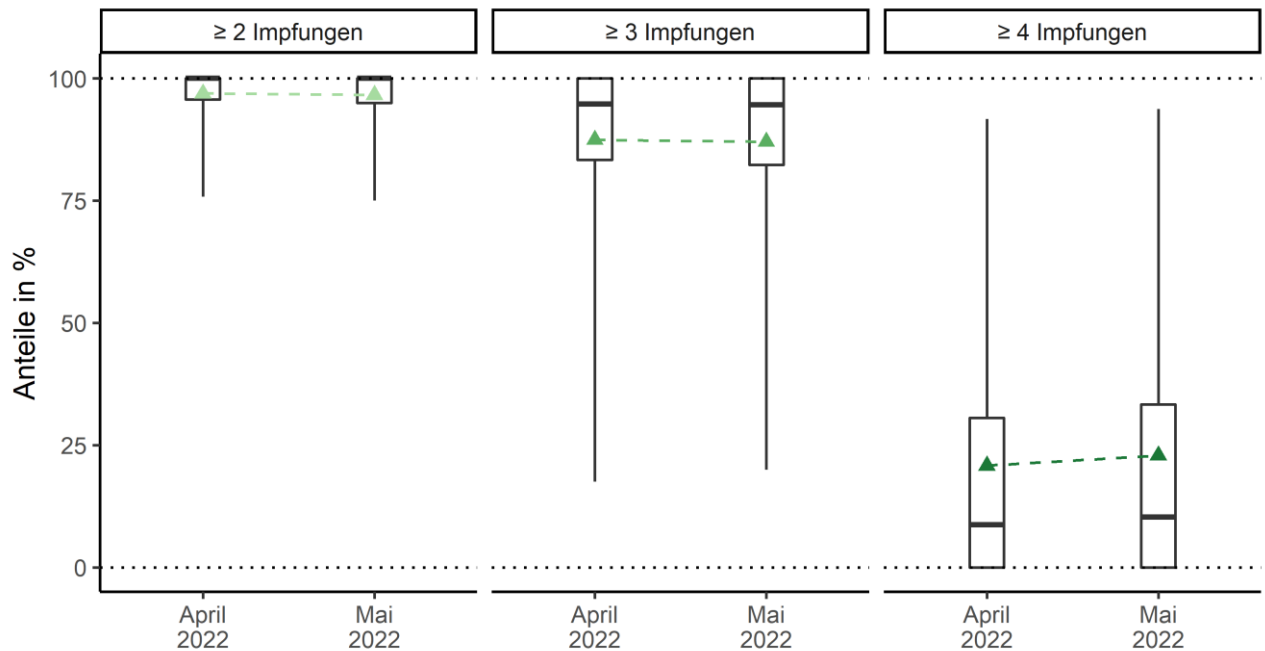 ≥ 2 Impfungen
≥ 3 Impfungen
≥ 4 Impfungen
Anteile in %
100
75
50
25
0
April
2022
Mai
2022
April
2022
Mai
2022
April
2022
Mai
2022